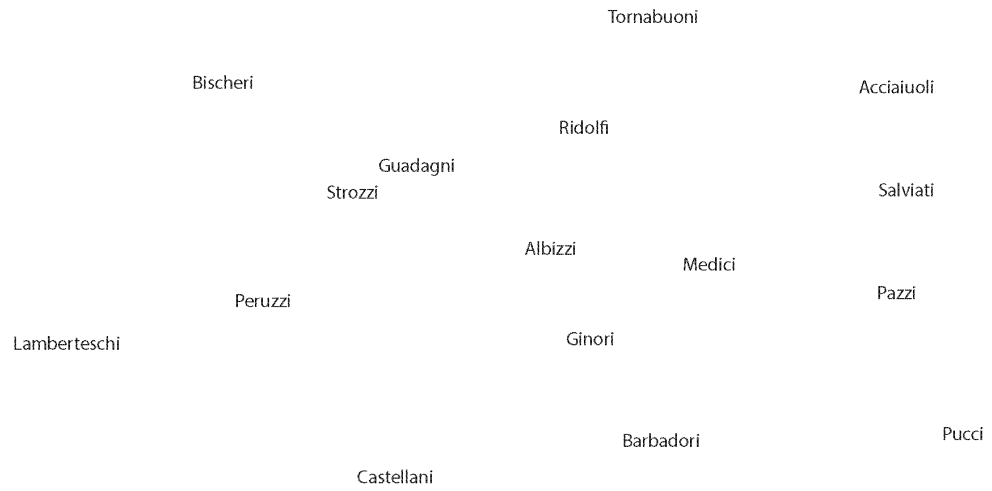 Tornabuoni
Bischeri
Acciaiuoli
Ridolfi
Guadagni
Strozzi
Salviati
Albizzi
Medici
Pazzi
Peruzzi
Ginori
Lamberteschi
Pucci
Barbadori
Castellani